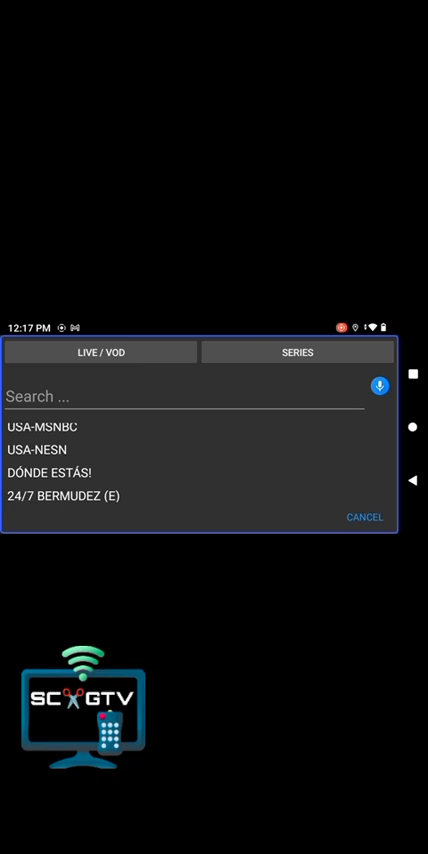 12:17 PM
LIVE / VOD
SERIES
Search ...
USA-MSNBC
USA-NESN
DÓNDE ESTÁS!
24/7 BERMUDEZ (E)
CANCEL
SC GTV